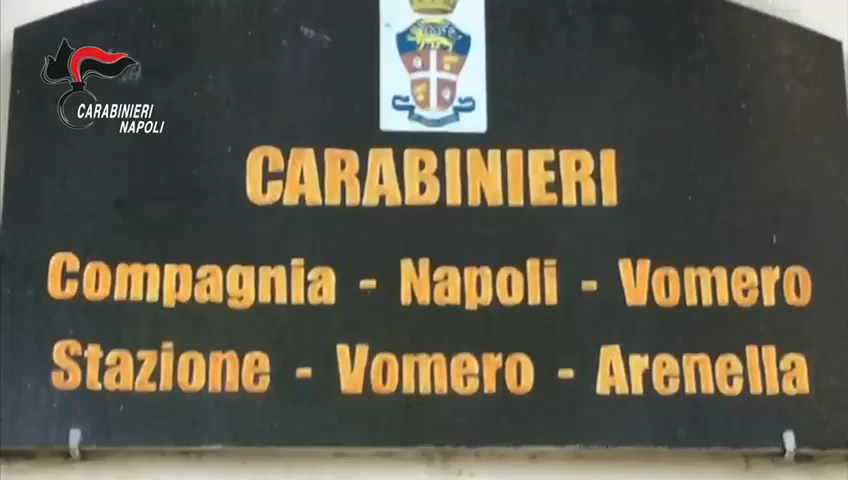 CARABINIERI
NAPOLI
CARABINIERI
Compagnia - Napoli - Vomero
Stazione - Vomero - Arenella